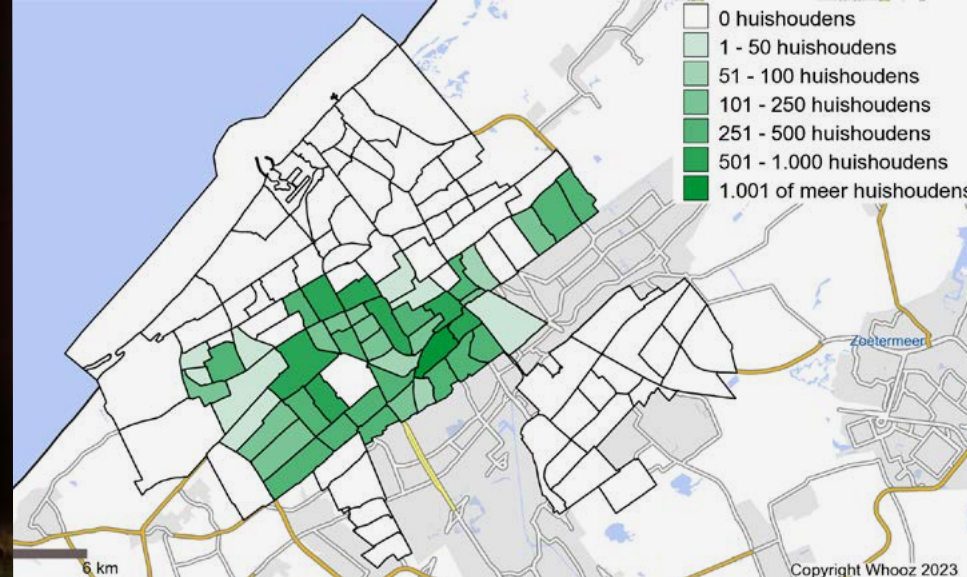 0 huishoudens
1 - 50 huishoudens
51 - 100 huishoudens
101 - 250 huishoudens
251 - 500 huishoudens
501 - 1.000 huishoudens
1.001 of meer huishoudens
Zoetermeer
6 km
Copyright Whooz 2023